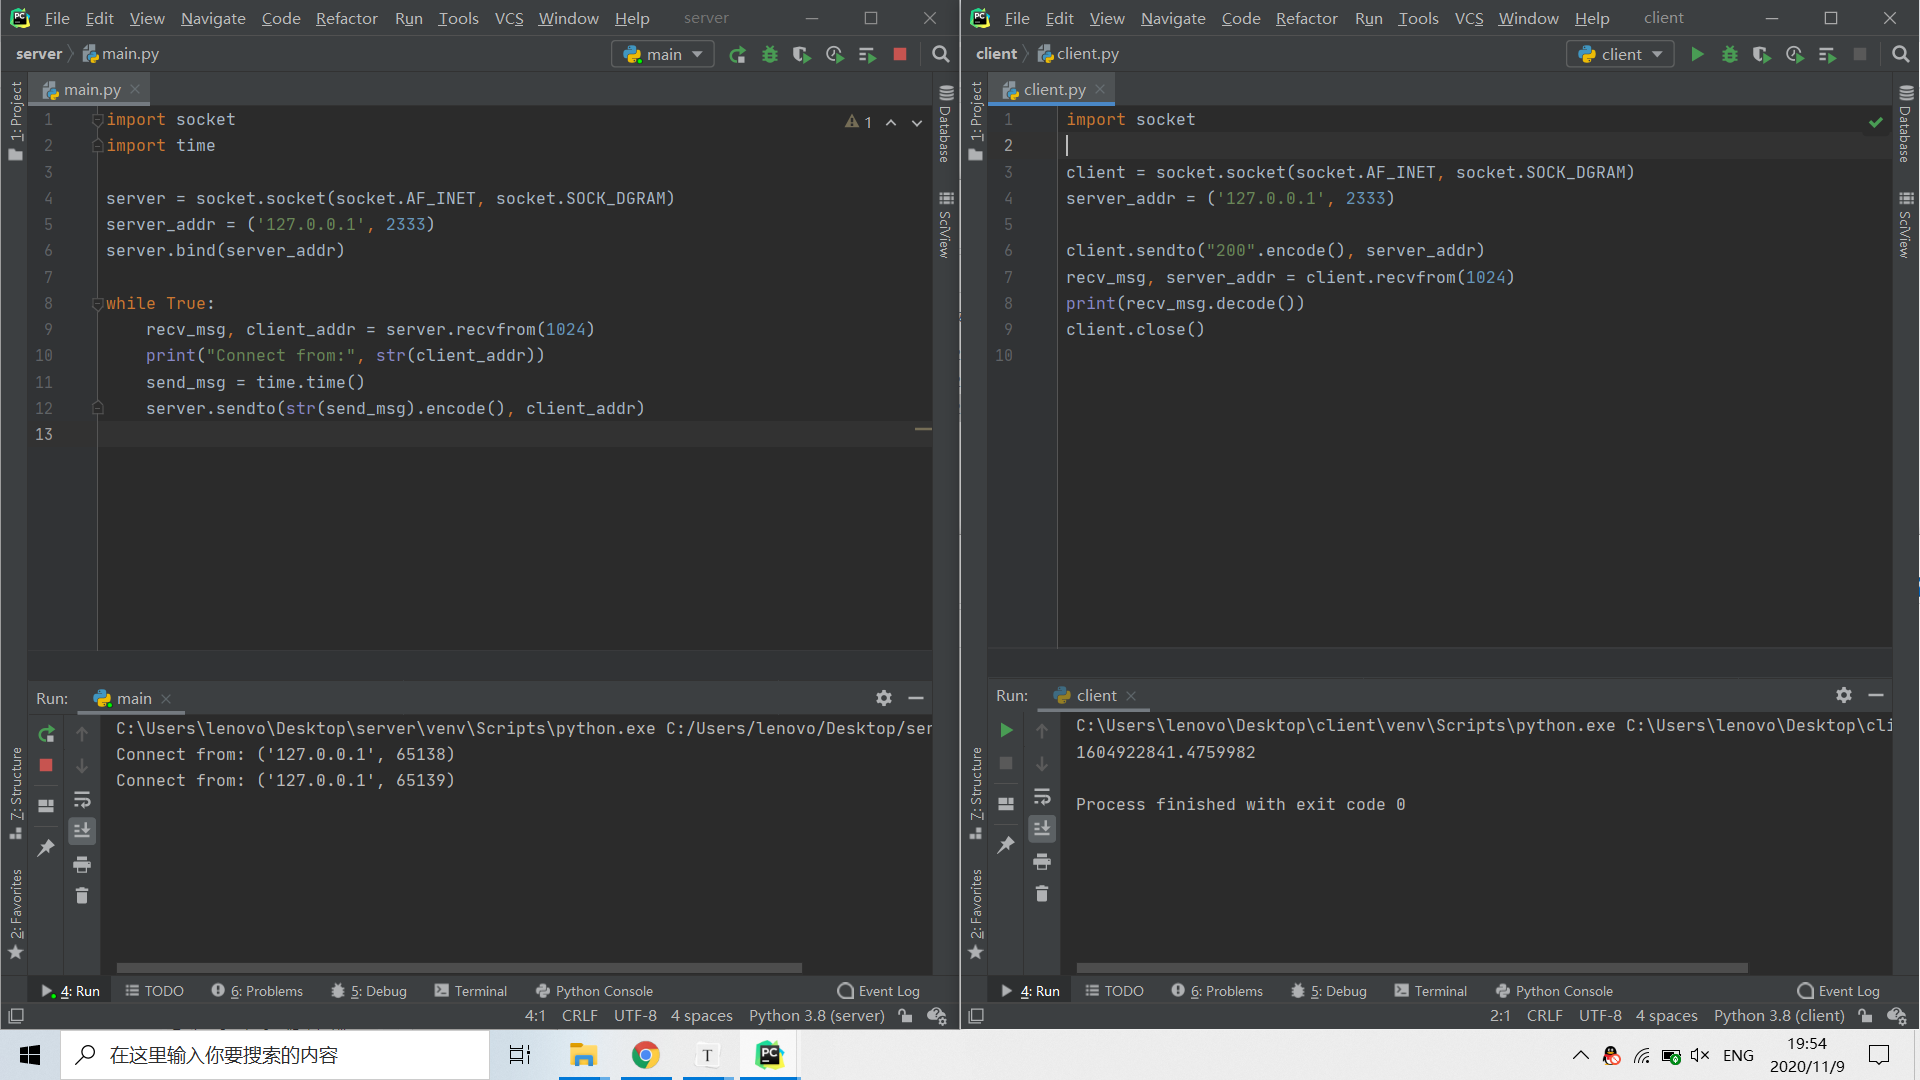 File Edit View Navigate Code Refactor Run Tools VCS Window Help server
server main.py main
main.py
1: Project
1 import socket
2 import time
3
4 server = socket.socket(socket.AF_INET, socket.SOCK_DGRAM)
5 server_addr = ('127.0.0.1', 2333)
6 server.bind(server_addr)
7
8 while True:
9 recv_msg, client_addr = server.recvfrom(1024)
10 print("Connect from:", str(client_addr))
11 send_msg = time.time()
12 server.sendto(str(send_msg).encode(), client_addr)
13
1
Database
SciView
Run: main
C:\Users\lenovo\Desktop\server\venv\Scripts\python.exe C:/Users/lenovo/Desktop/ser
Connect from: ('127.0.0.1', 65138)
Connect from: ('127.0.0.1', 65139)
7: Structure
2: Favorites
4: Run TODO 6: Problems 5: Debug Terminal Python Console Event Log
4:1 CRLF UTF-8 4 spaces Python 3.8 (server)
File Edit View Navigate Code Refactor Run Tools VCS Window Help client
client client.py client
client.py
1: Project
1 import socket
2
3 client = socket.socket(socket.AF_INET, socket.SOCK_DGRAM)
4 server_addr = ('127.0.0.1', 2333)
5
6 client.sendto("200".encode(), server_addr)
7 recv_msg, server_addr = client.recvfrom(1024)
8 print(recv_msg.decode())
9 client.close()
10
Database
SciView
Run: client
C:\Users\lenovo\Desktop\client\venv\Scripts\python.exe C:\Users\lenovo\Desktop\cli
1604922841.4759982
Process finished with exit code 0
7: Structure
2: Favorites
4: Run TODO 6: Problems 5: Debug Terminal Python Console Event Log
2:1 CRLF UTF-8 4 spaces Python 3.8 (client)
在这里输入你要搜索的内容
T
PC
ENG
19:54
2020/11/9